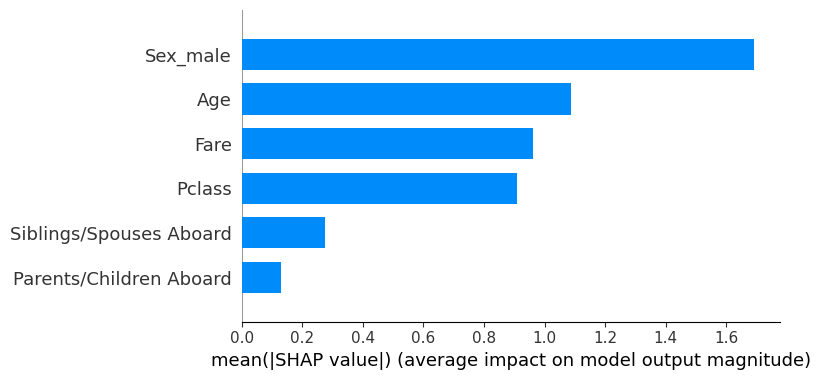 Sex_male
Age
Fare
Pclass
Siblings/Spouses Aboard
Parents/Children Aboard
0.0 0.2 0.4 0.6 0.8 1.0 1.2 1.4 1.6
mean(|SHAP value|) (average impact on model output magnitude)